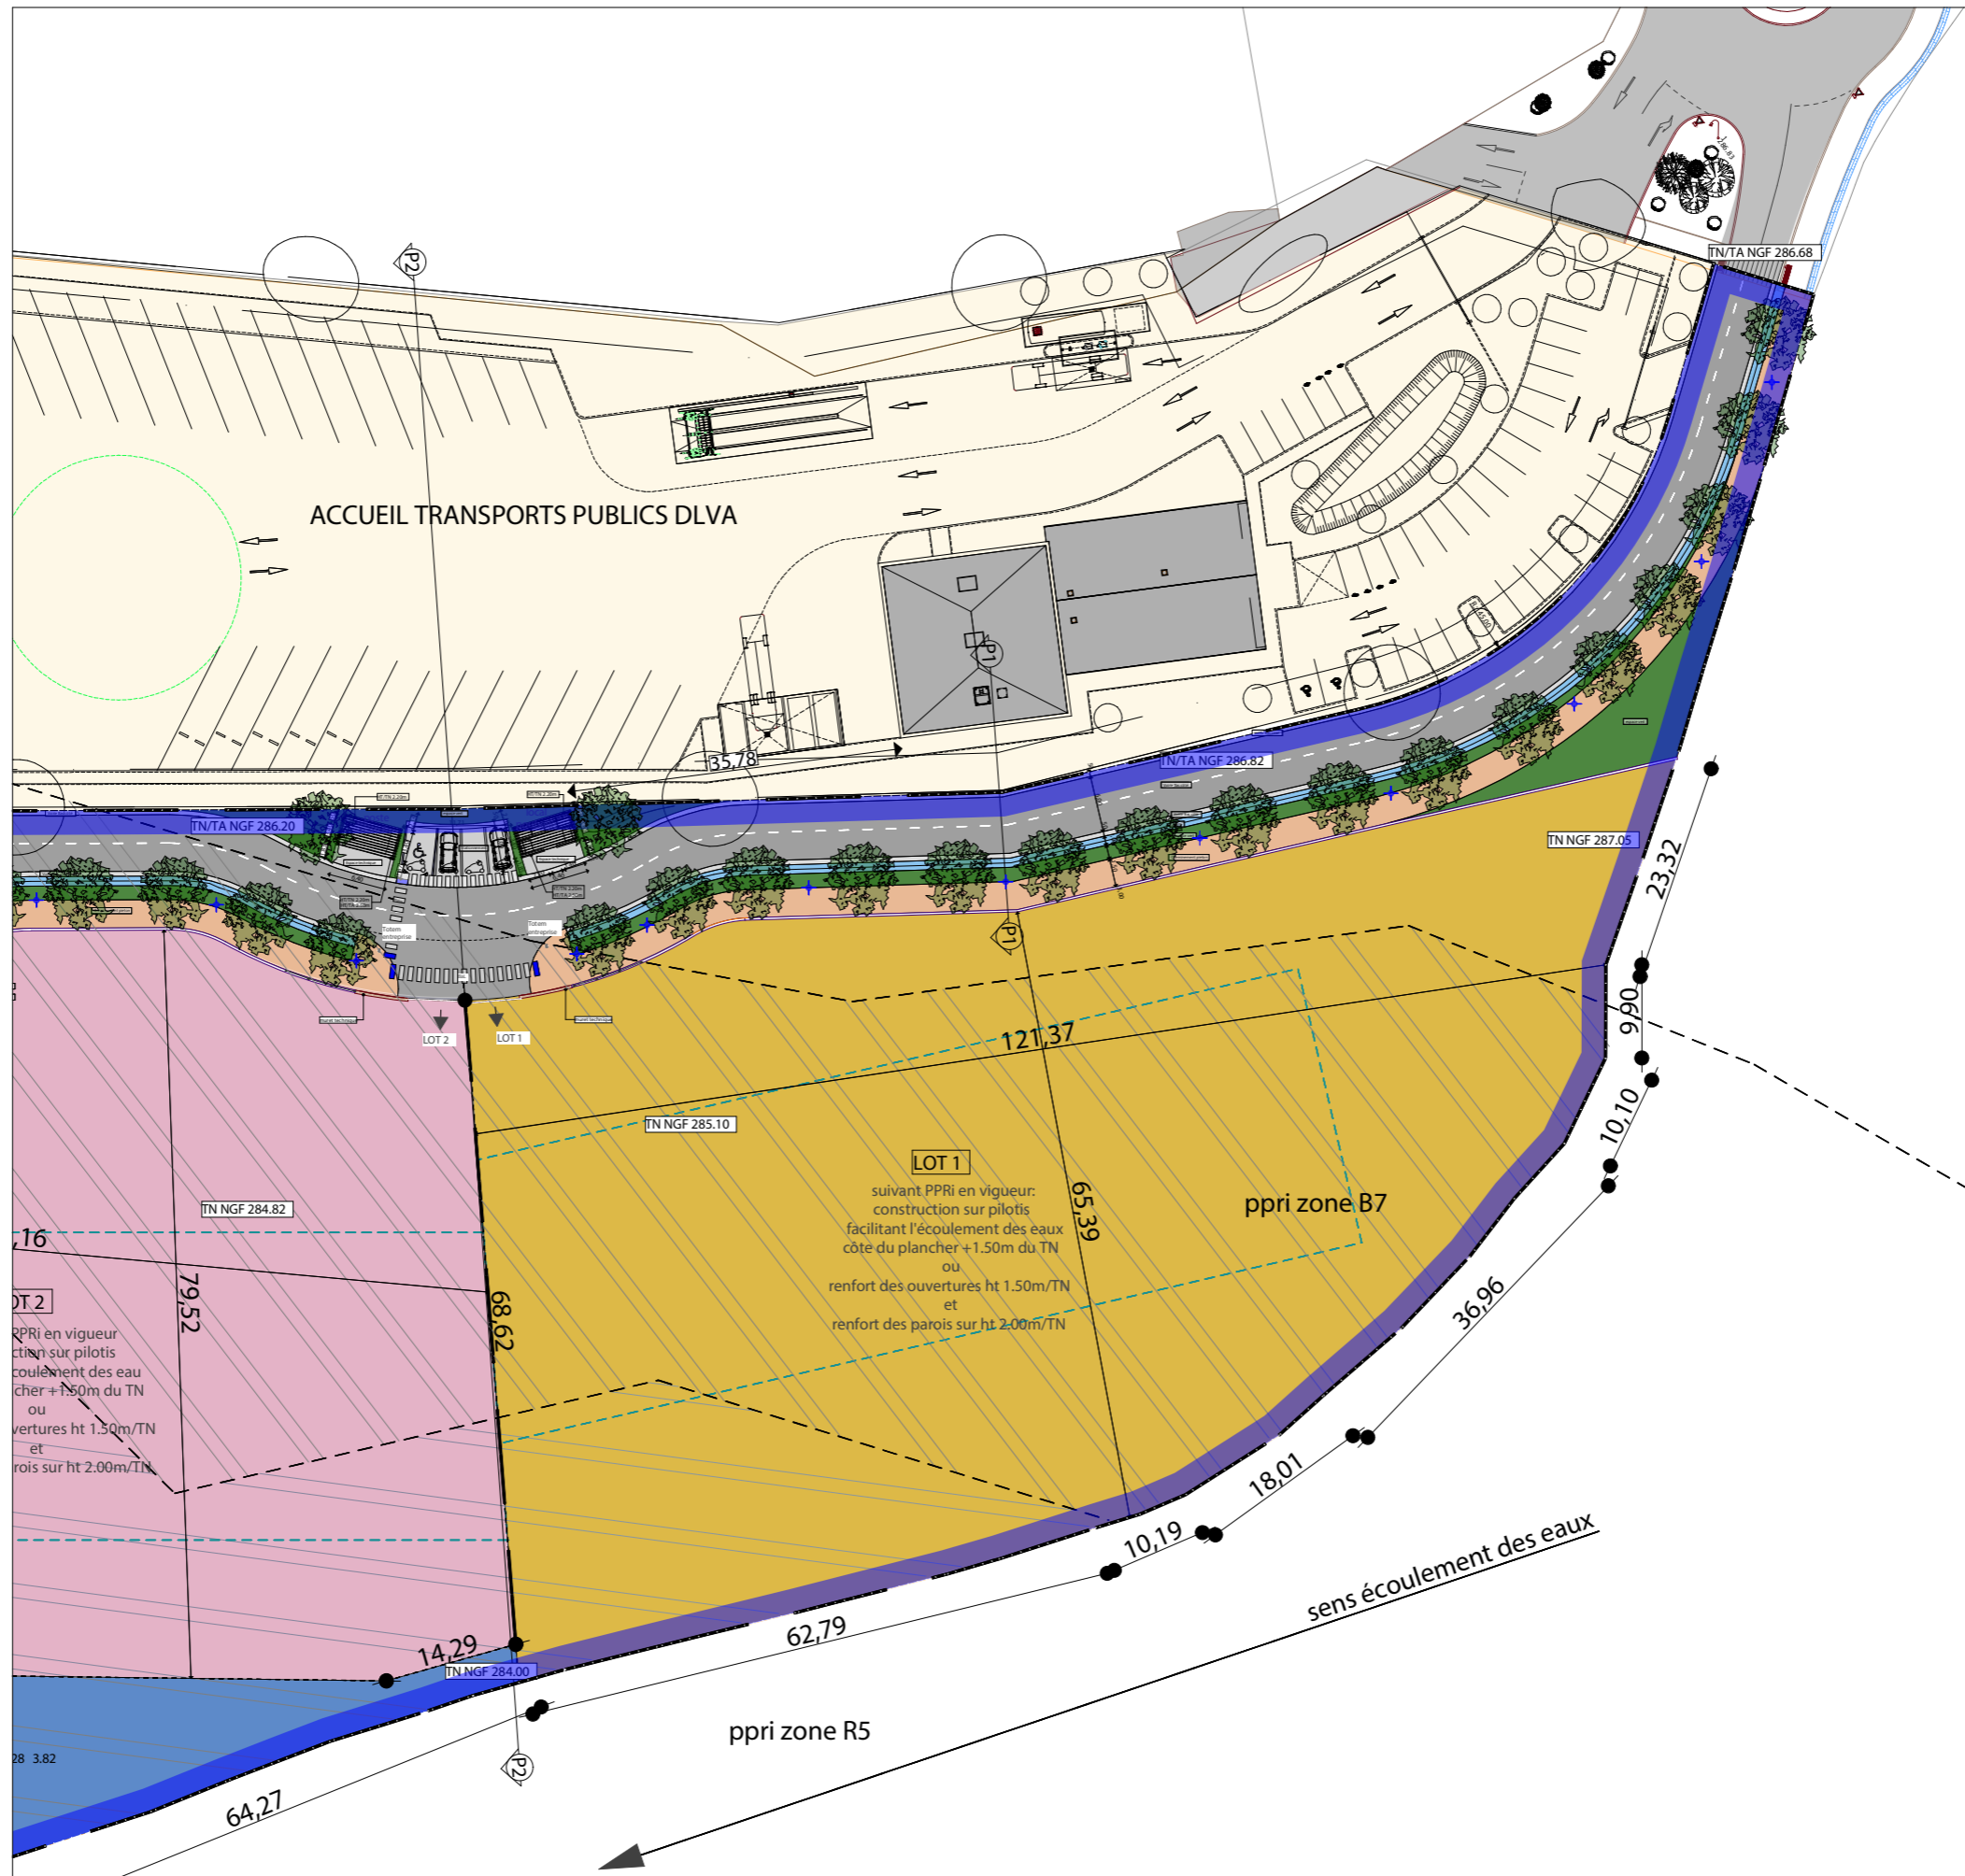 286.83
TN/TA NGF 286.68
P2
ACCUEIL TRANSPORTS PUBLICS DLVA
P1
35,78
TN/TA NGF 286.82
TN/TA NGF 286.20
TN NGF 287.05
23,32
Totem
entreprise
Totem
entreprise
P1
9,90
LOT 2
LOT 1
121,37
10,10
TN NGF 285.10
LOT 1
suivant PPRi en vigueur:
construction sur pilotis
facilitant l'écoulement des eaux
côte du plancher +1.50m du TN
ou
renfort des ouvertures ht 1.50m/TN
et
renfort des parois sur ht 2.00m/TN
65,39
ppri zone B7
TN NGF 284.82
,16
79,52
68,62
OT 2
PPRi en vigueur
ction sur pilotis
coulement des eau
cher +1.50m du TN
ou
vertures ht 1.50m/TN
et
rois sur ht 2.00m/TN
36,96
18,01
10,19
sens écoulement des eaux
62,79
14,29
TN NGF 284.00
ppri zone R5
28 3.82
P2
64,27